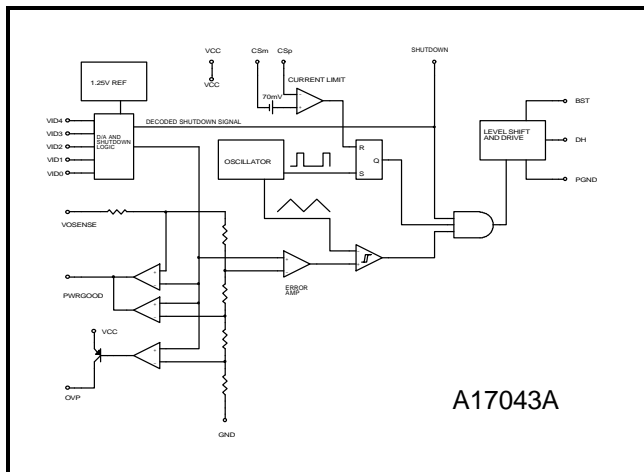 VCC
CSm
CSp
SHUTDOWN
VCC
1.25V REF
CURRENT LIMIT
70mV
BST
VID4
DECODED SHUTDOWN SIGNAL
VID3
D/A AND
SHUTDOWN
LOGIC
LEVEL SHIFT
AND DRIVE
DH
VID2
R
VID1
OSCILLATOR
Q
VID0
S
PGND
VOSENSE
+
-
+
-
-
+
+
-
ERROR
AMP
PWRGOOD
+
-
VCC
+
-
OVP
GND
A17043A